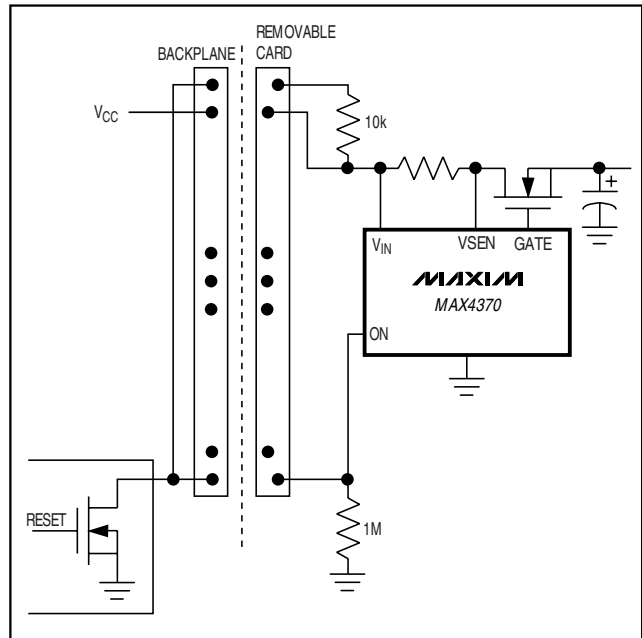 REMOVABLE
CARD
BACKPLANE
VCC
10k
+
VIN
VSEN
GATE
MAXIM
MAX4370
ON
RESET
1M